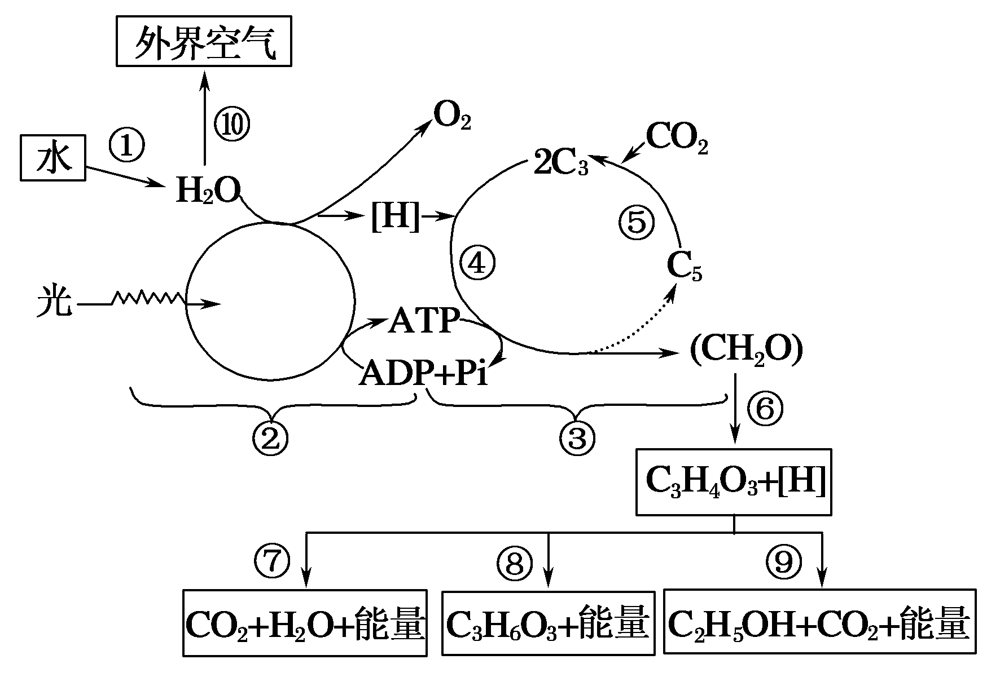 外界空气
⑩
O₂
①
CO₂
水
2C₃
H₂O
[H]
⑤
④
C₅
光
ATP
(CH₂O)
ADP+Pi
⑥
②
③
C₃H₄O₃+[H]
⑦
⑧
⑨
CO₂+H₂O+能量
C₃H₆O₃+能量
C₂H₅OH+CO₂+能量